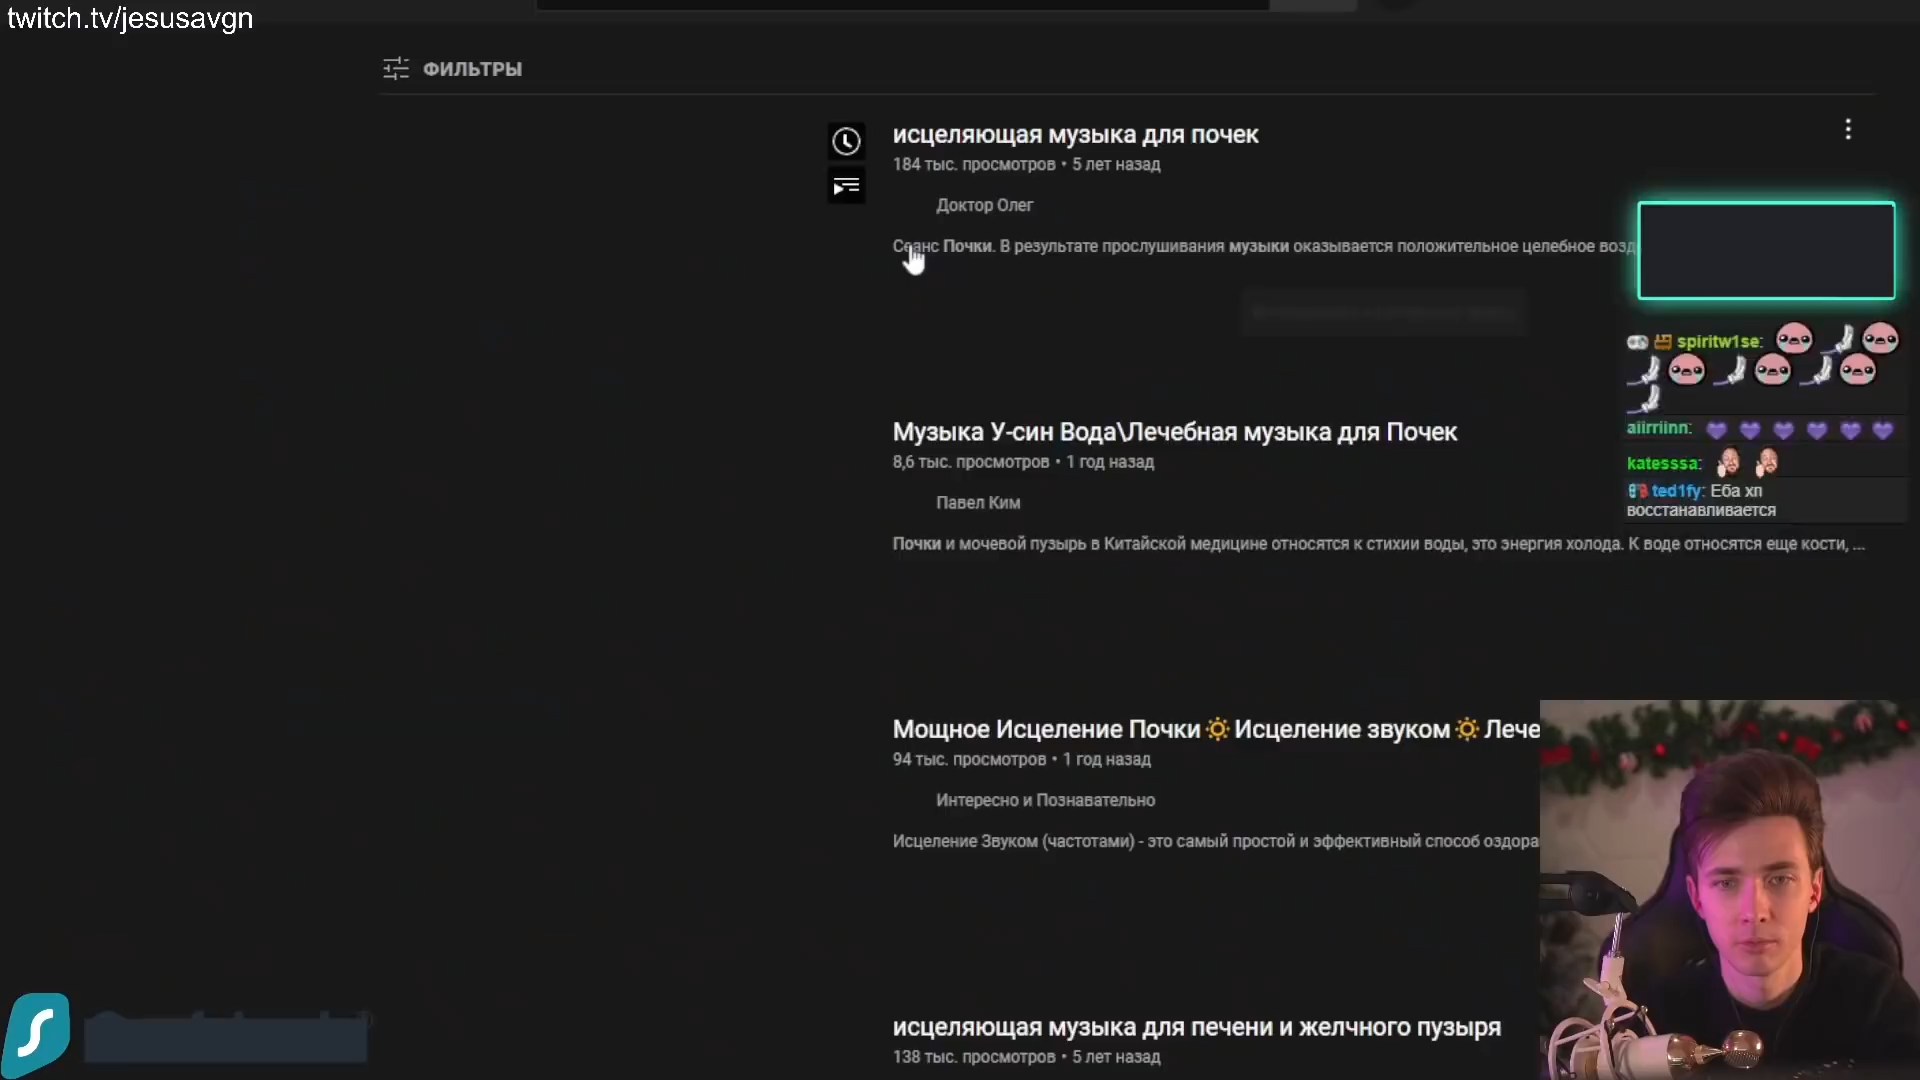 twitch.tv/jesusavgn
ФИЛЬТРЫ
исцеляющая музыка для почек
184 тыс. просмотров • 5 лет назад
Доктор Олег
Сеанс Почки. В результате прослушивания музыки оказывается положительное целебное возд
spiritw1se:
aiirriinn:
Музыка У-син Вода\Лечебная музыка для Почек
8,6 тыс. просмотров • 1 год назад
katesssa:
ted1fy: Еба хп
восстанавливается
Павел Ким
Почки и мочевой пузырь в Китайской медицине относятся к стихии воды, это энергия холода. К воде относятся еще кости, ...
Мощное Исцеление Почки🔅Исцеление звуком🔅Лече
94 тыс. просмотров • 1 год назад
Интересно и Познавательно
Исцеление Звуком (частотами) - это самый простой и эффективный способ оздора
исцеляющая музыка для печени и желчного пузыря
138 тыс. просмотров • 5 лет назад